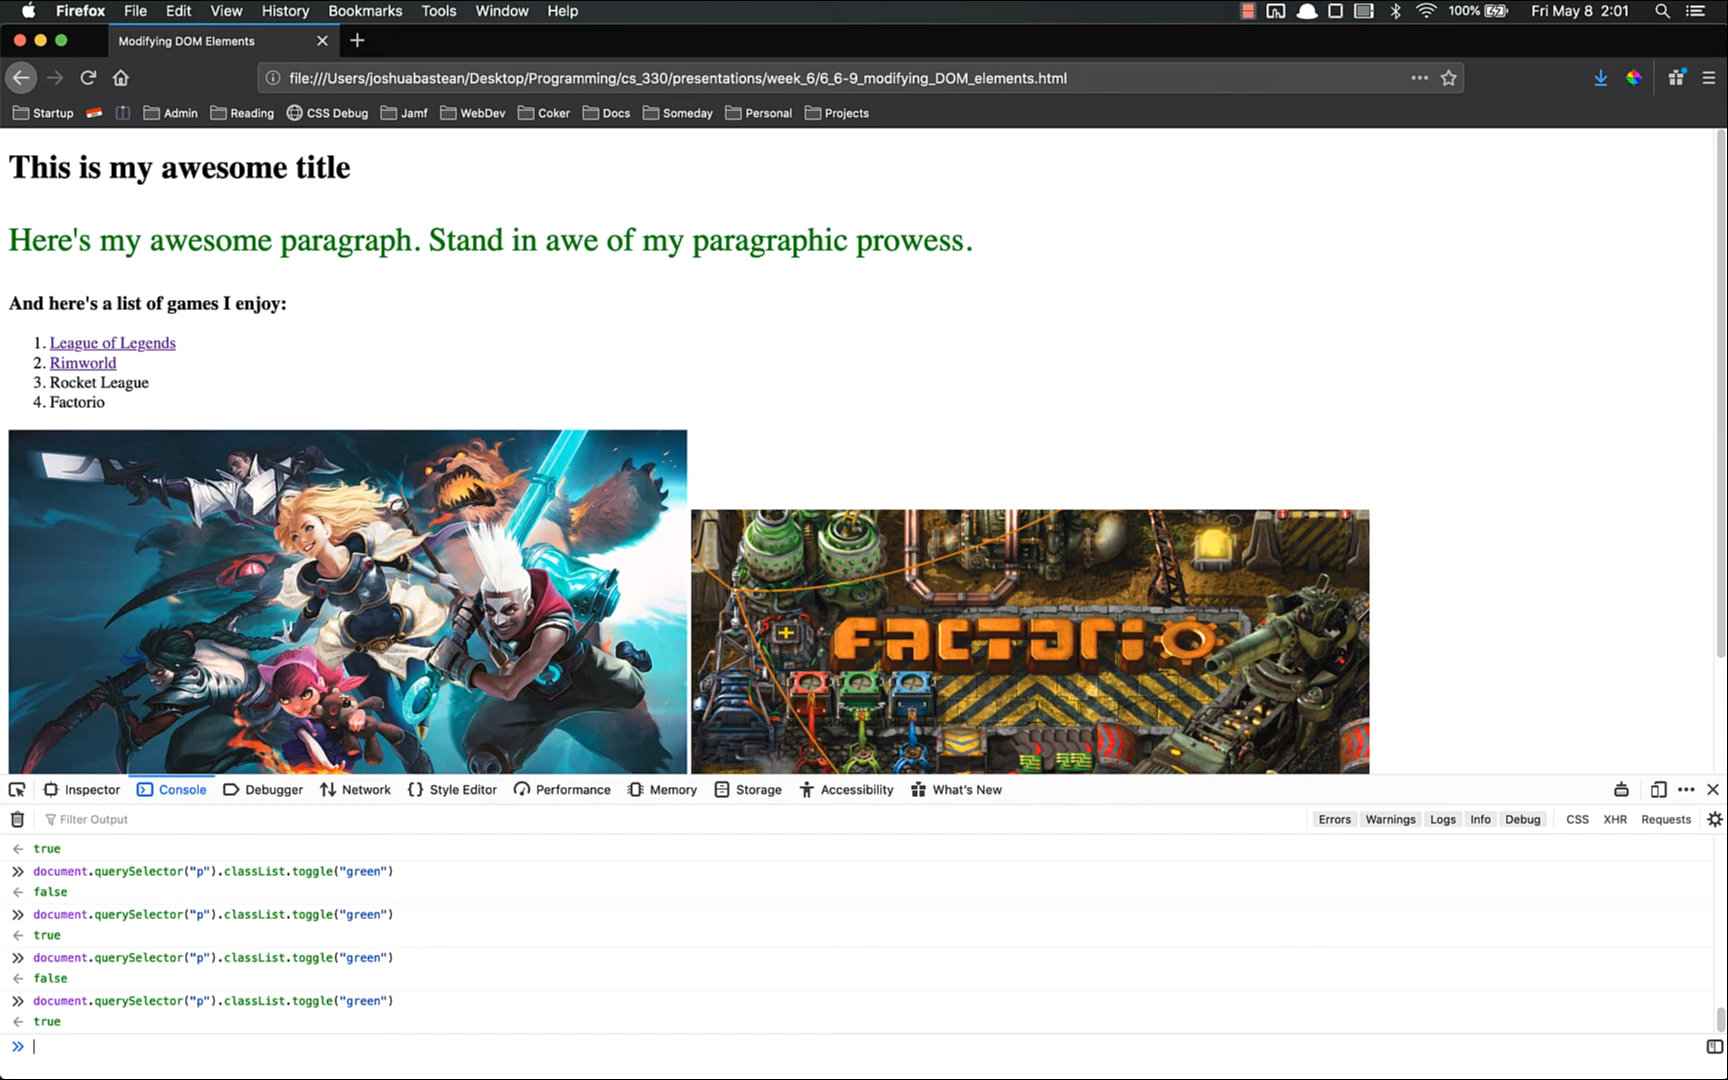 Firefox File Edit View History Bookmarks Tools Window Help 100% Fri May 8 2:01
Modifying DOM Elements
file:///Users/joshuabastean/Desktop/Programming/cs_330/presentations/week_6/6_6-9_modifying_DOM_elements.html
Startup Admin Reading CSS Debug Jamf WebDev Coker Docs Someday Personal Projects
This is my awesome title
Here's my awesome paragraph. Stand in awe of my paragraphic prowess.
And here's a list of games I enjoy:
1. League of Legends
2. Rimworld
3. Rocket League
4. Factorio
FACTORIO
Inspector Console Debugger Network Style Editor Performance Memory Storage Accessibility What's New
Filter Output Errors Warnings Logs Info Debug CSS XHR Requests
true
document.querySelector("p").classList.toggle("green")
false
document.querySelector("p").classList.toggle("green")
true
document.querySelector("p").classList.toggle("green")
false
document.querySelector("p").classList.toggle("green")
true